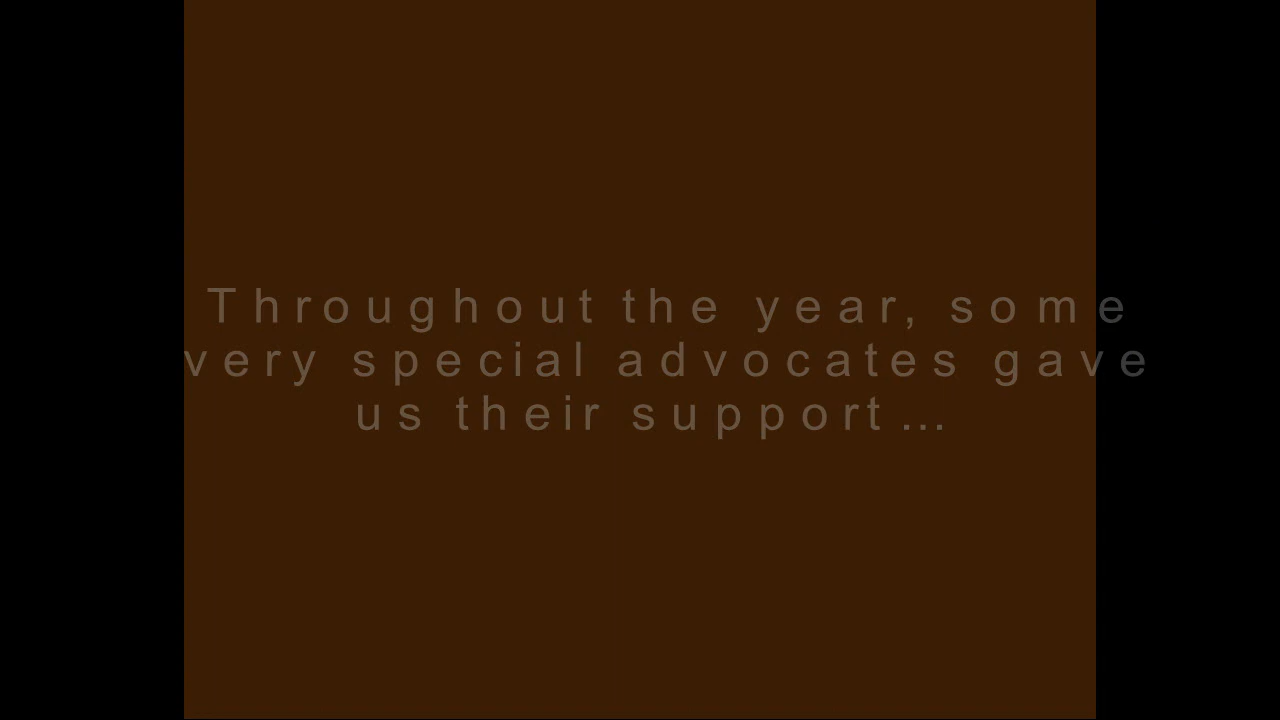 Throughout the year, some
very special advocates gave
us their support...